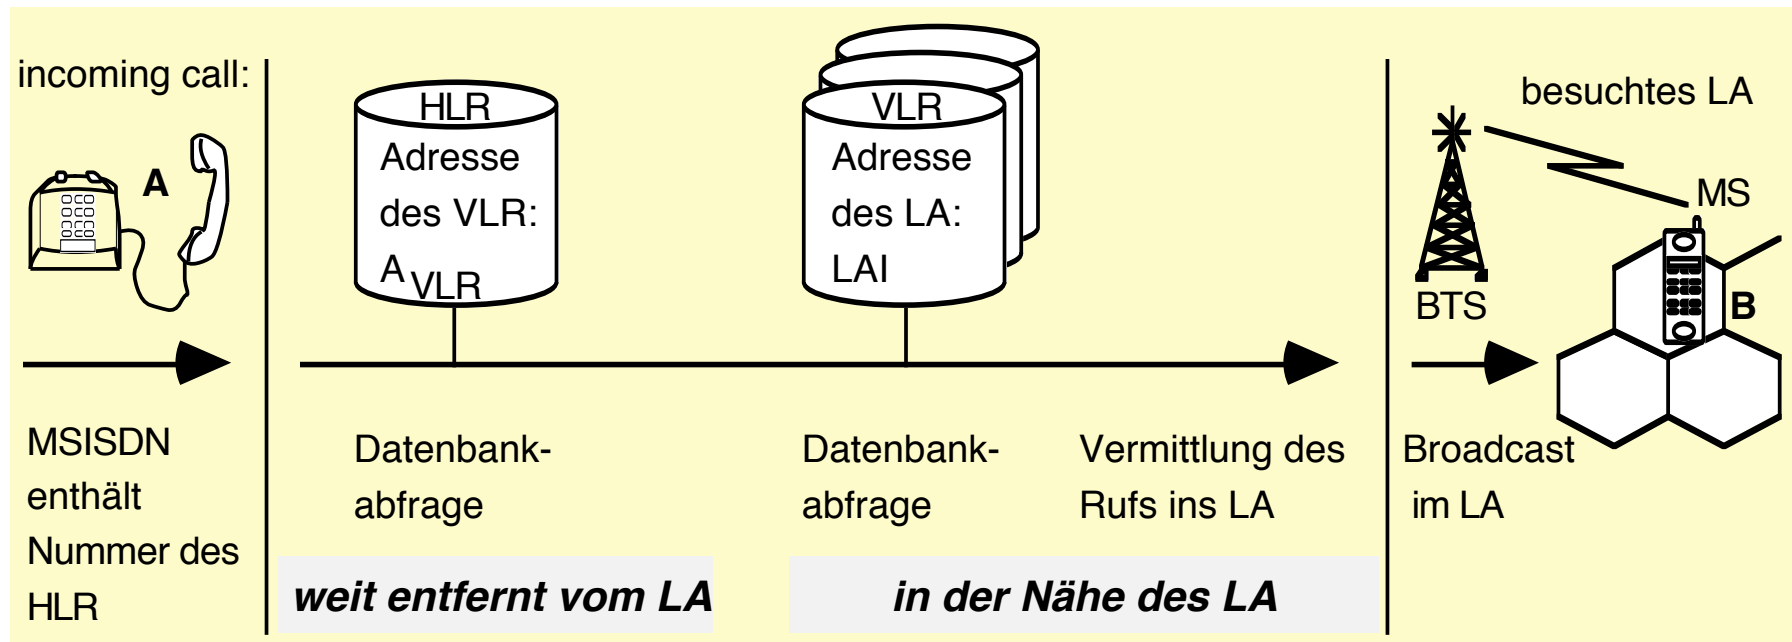 incoming call:
A
MSISDN
enthält
Nummer des
HLR
HLR
Adresse
des VLR:
A VLR
Datenbank-
abfrage
weit entfernt vom LA
VLR
Adresse
des LA:
LAI
Datenbank-
abfrage
Vermittlung des
Rufs ins LA
in der Nähe des LA
besuchtes LA
MS
BTS
B
Broadcast
im LA